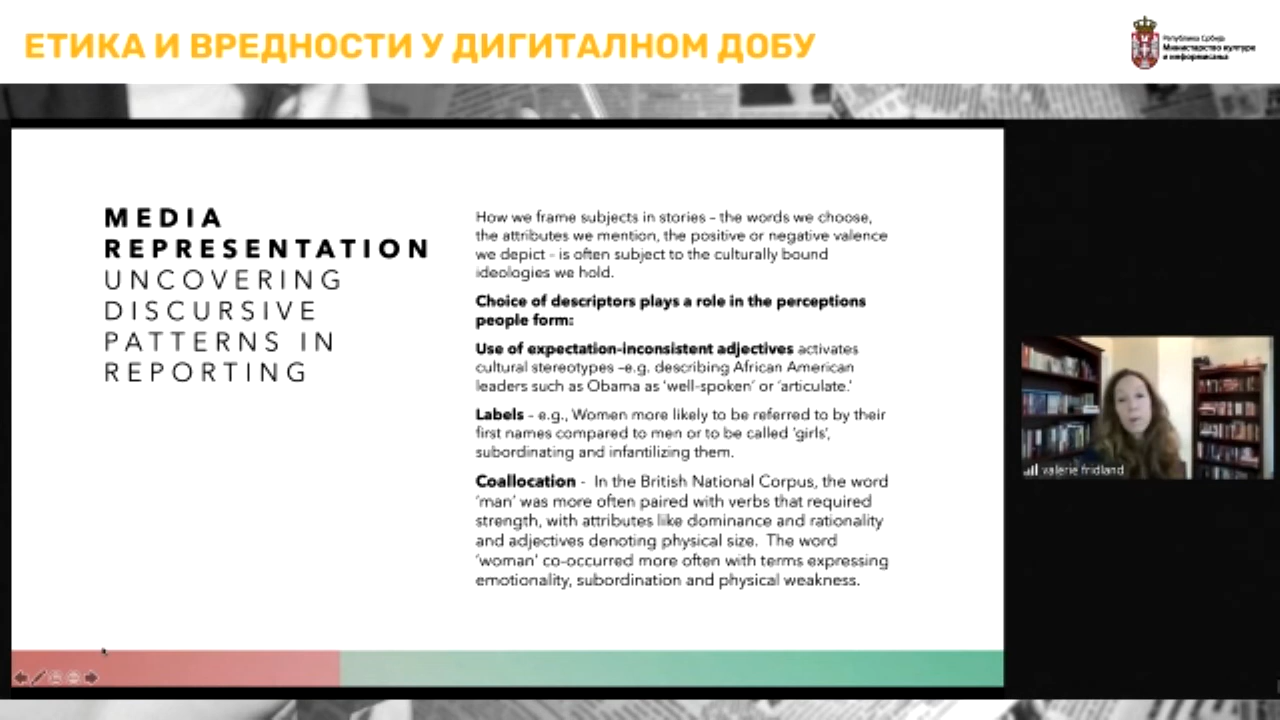 ЕТИКА И ВРЕДНОСТИ У ДИГИТАЛНОМ ДОБУ
Република Србија
Министарство културе
и информисања
MEDIA
REPRESENTATION
UNCOVERING
DISCURSIVE
PATTERNS IN
REPORTING
How we frame subjects in stories – the words we choose,
the attributes we mention, the positive or negative valence
we depict – is often subject to the culturally bound
ideologies we hold.
Choice of descriptors plays a role in the perceptions
people form:
Use of expectation-inconsistent adjectives activates
cultural stereotypes –e.g. describing African American
leaders such as Obama as ‘well-spoken’ or ‘articulate.’
Labels – e.g., Women more likely to be referred to by their
first names compared to men or to be called ‘girls’,
subordinating and infantilizing them.
Coallocation - In the British National Corpus, the word
‘man’ was more often paired with verbs that required
strength, with attributes like dominance and rationality
and adjectives denoting physical size. The word
‘woman’ co-occurred more often with terms expressing
emotionality, subordination and physical weakness.
valerie fridland